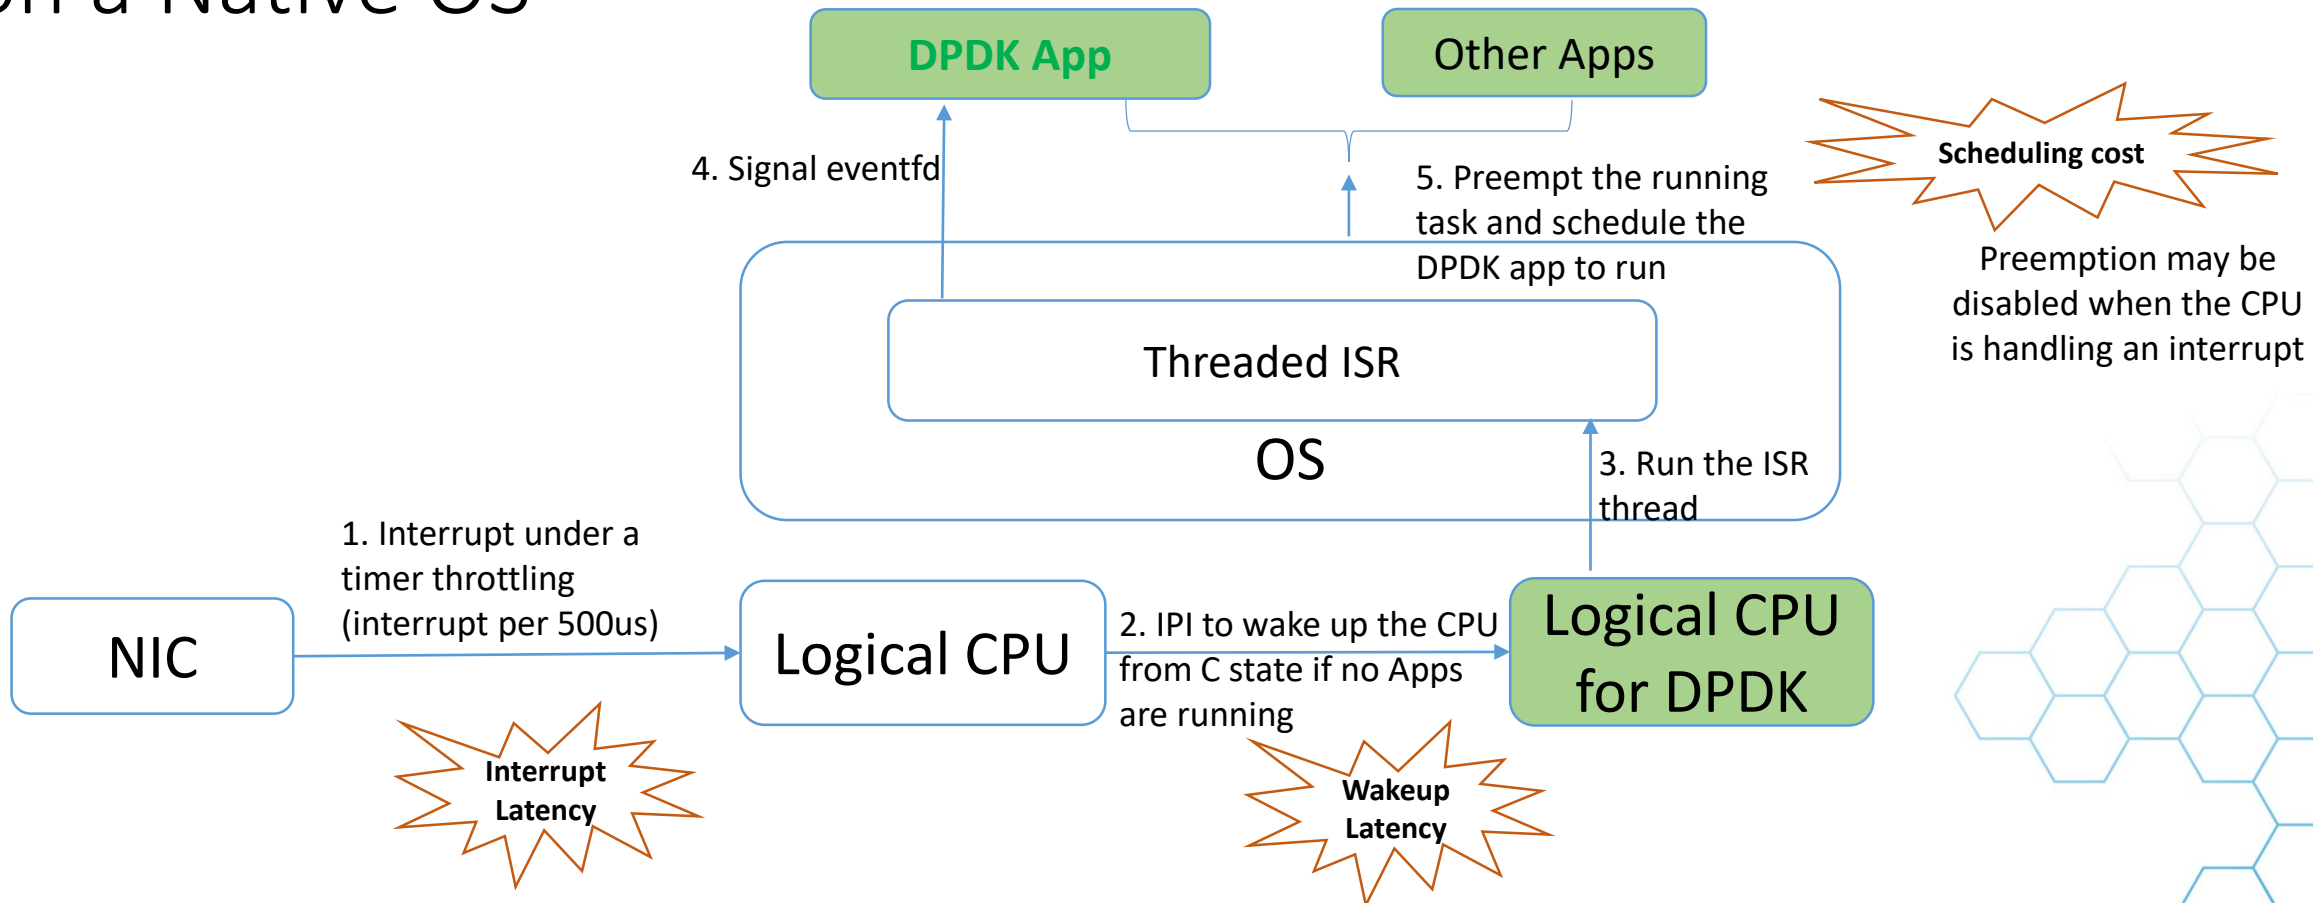 on a Native OS
DPDK App
Other Apps
4. Signal eventfd
5. Preempt the running
task and schedule the
DPDK app to run
Scheduling cost
Preemption may be
disabled when the CPU
is handling an interrupt
Threaded ISR
OS
3. Run the ISR
thread
1. Interrupt under a
timer throttling
(interrupt per 500us)
NIC
Logical CPU
2. IPI to wake up the CPU
from C state if no Apps
are running
Logical CPU
for DPDK
Interrupt
Latency
Wakeup
Latency